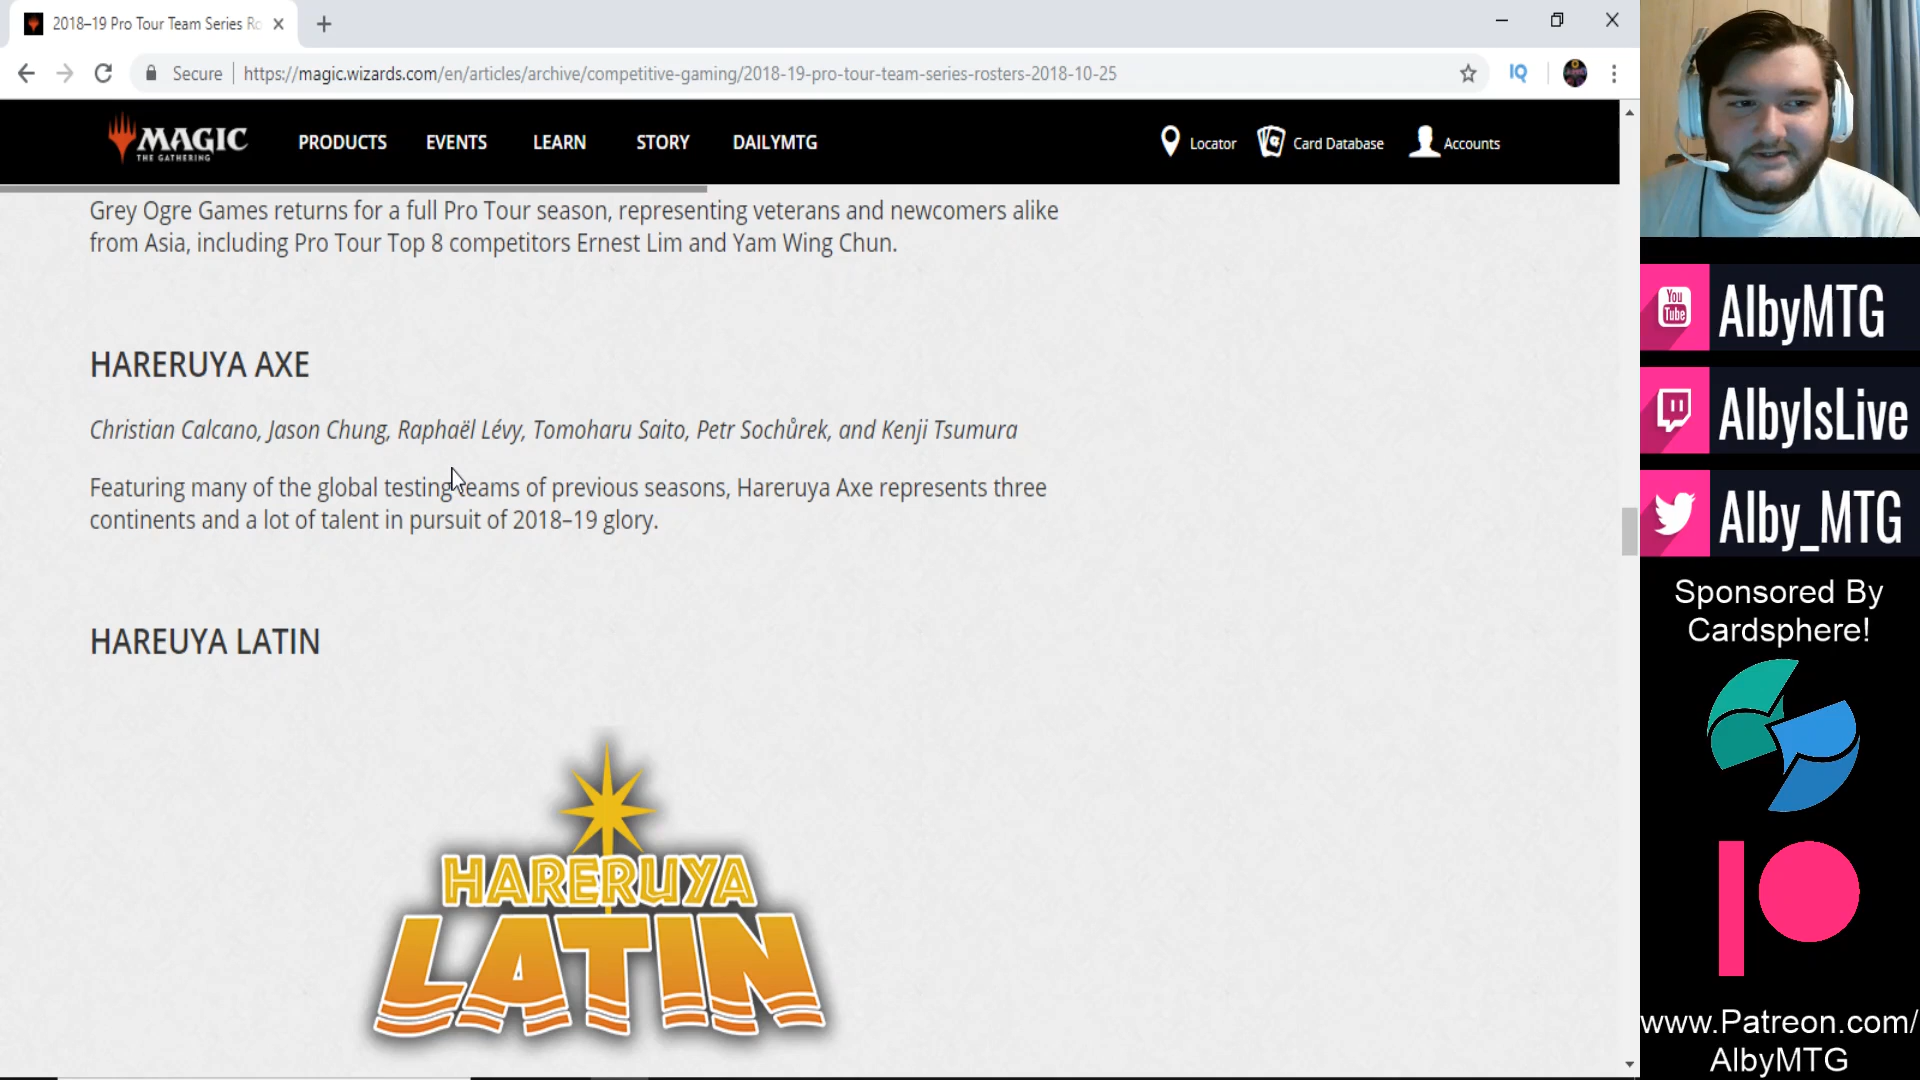 2018–19 Pro Tour Team Series Ro
Secure
https://magic.wizards.com/en/articles/archive/competitive-gaming/2018-19-pro-tour-team-series-rosters-2018-10-25
IQ
MAGIC
THE GATHERING
PRODUCTS
EVENTS
LEARN
STORY
DAILYMTG
Locator
Card Database
Accounts
Grey Ogre Games returns for a full Pro Tour season, representing veterans and newcomers alike
from Asia, including Pro Tour Top 8 competitors Ernest Lim and Yam Wing Chun.
HARERUYA AXE
Christian Calcano, Jason Chung, Raphaël Lévy, Tomoharu Saito, Petr Sochůrek, and Kenji Tsumura
Featuring many of the global testing teams of previous seasons, Hareruya Axe represents three
continents and a lot of talent in pursuit of 2018–19 glory.
HAREUYA LATIN
HARERUYA
LATIN
You
Tube
AlbyMTG
AlbyIsLive
Alby_MTG
Sponsored By
Cardsphere!
www.Patreon.com/
AlbyMTG